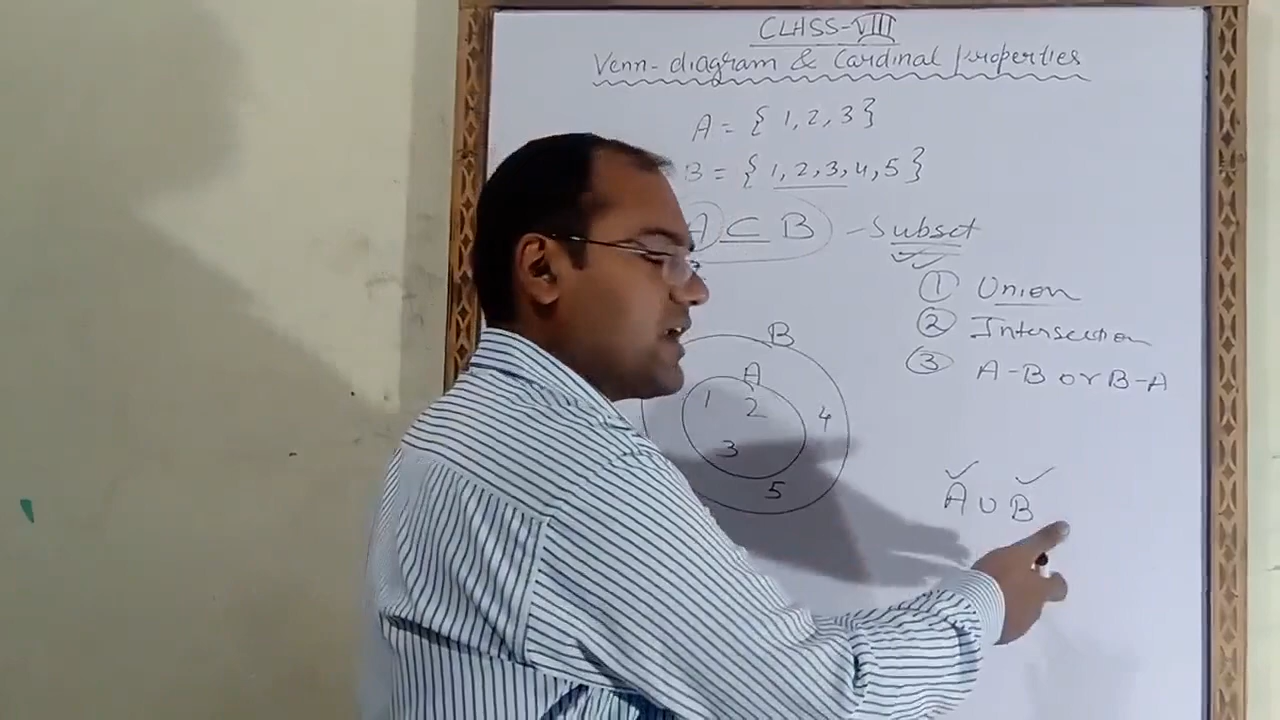 CLASS-VIII
Venn-diagram & Cardinal Properties
A = { 1, 2, 3 }
B = { 1, 2, 3, 4, 5 }
A ⊂ B - Subset
① Union
② Intersection
③ A-B or B-A
B
A
1 2 4
3
5
A ∪ B